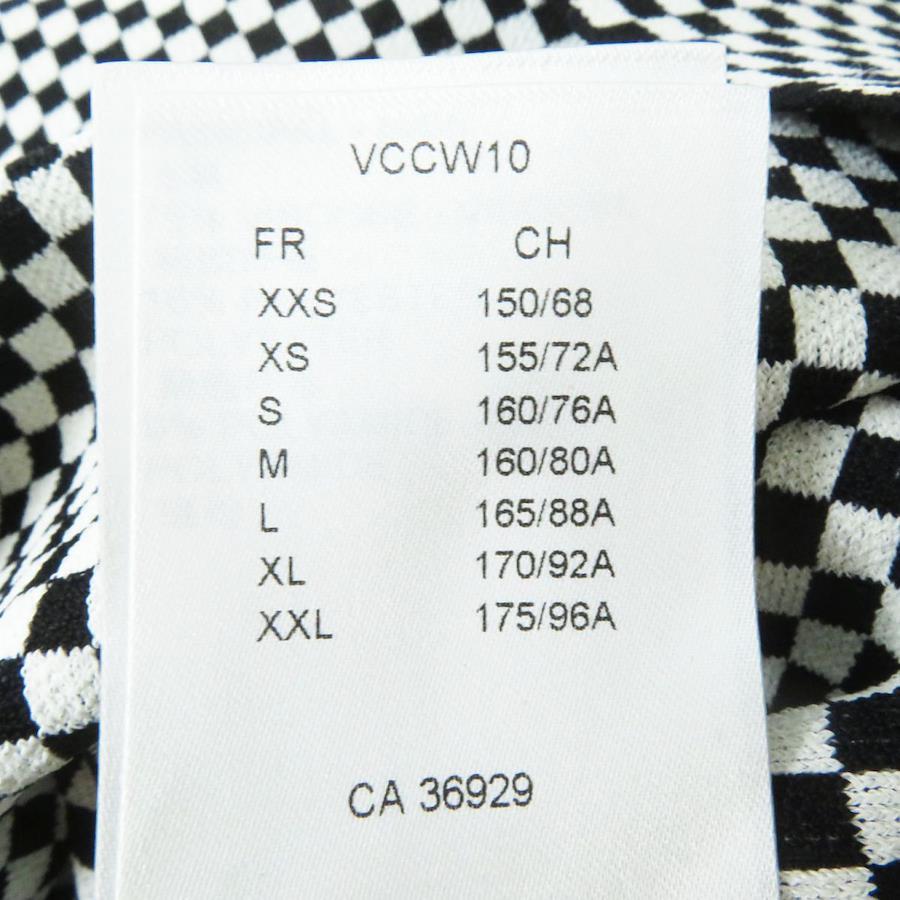 VCCW10
FR CH
XXS 150/68
XS 155/72A
S 160/76A
M 160/80A
L 165/88A
XL 170/92A
XXL 175/96A
CA 36929